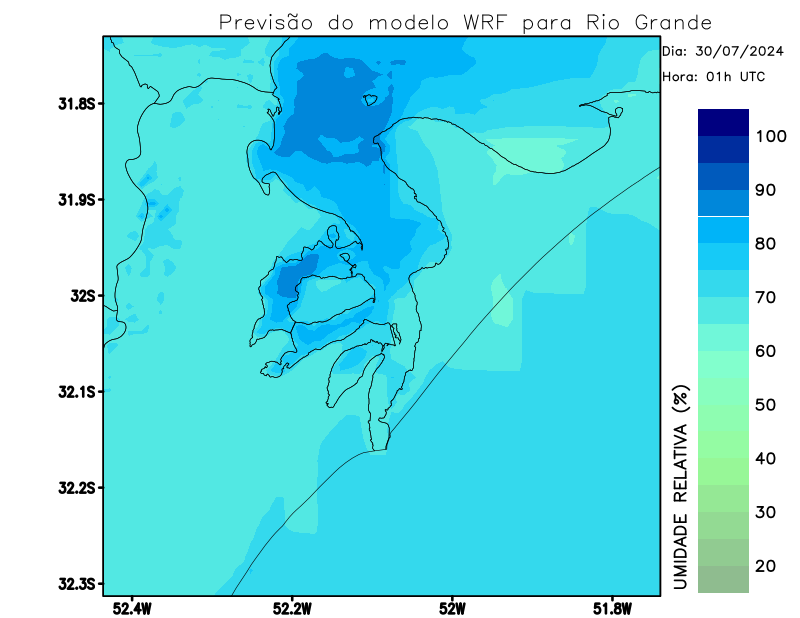 Previsão do modelo WRF para Rio Grande
Dia: 30/07/2024
Hora: 01h UTC
31.8S
31.9S
32S
32.1S
32.2S
32.3S
52.4W
52.2W
52W
51.8W
100
90
80
70
60
50
40
30
20
UMIDADE RELATIVA (%)